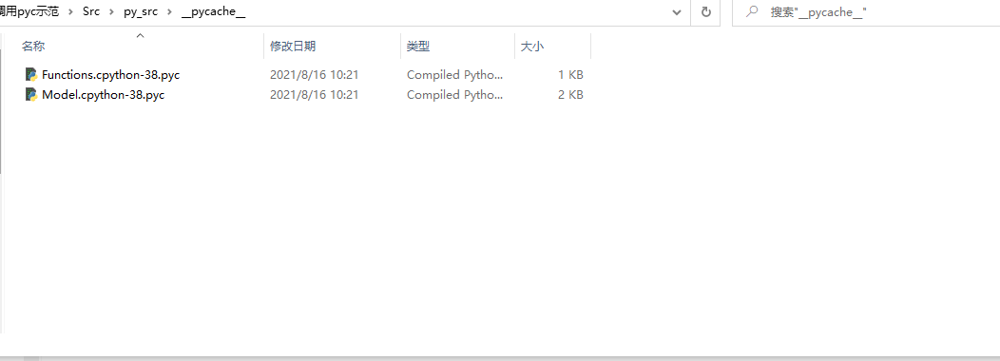 调用pyc示范 > Src > py_src > __pycache__ 搜索"__pycache__"
名称 修改日期 类型 大小
Functions.cpython-38.pyc 2021/8/16 10:21 Compiled Pytho... 1 KB
Model.cpython-38.pyc 2021/8/16 10:21 Compiled Pytho... 2 KB